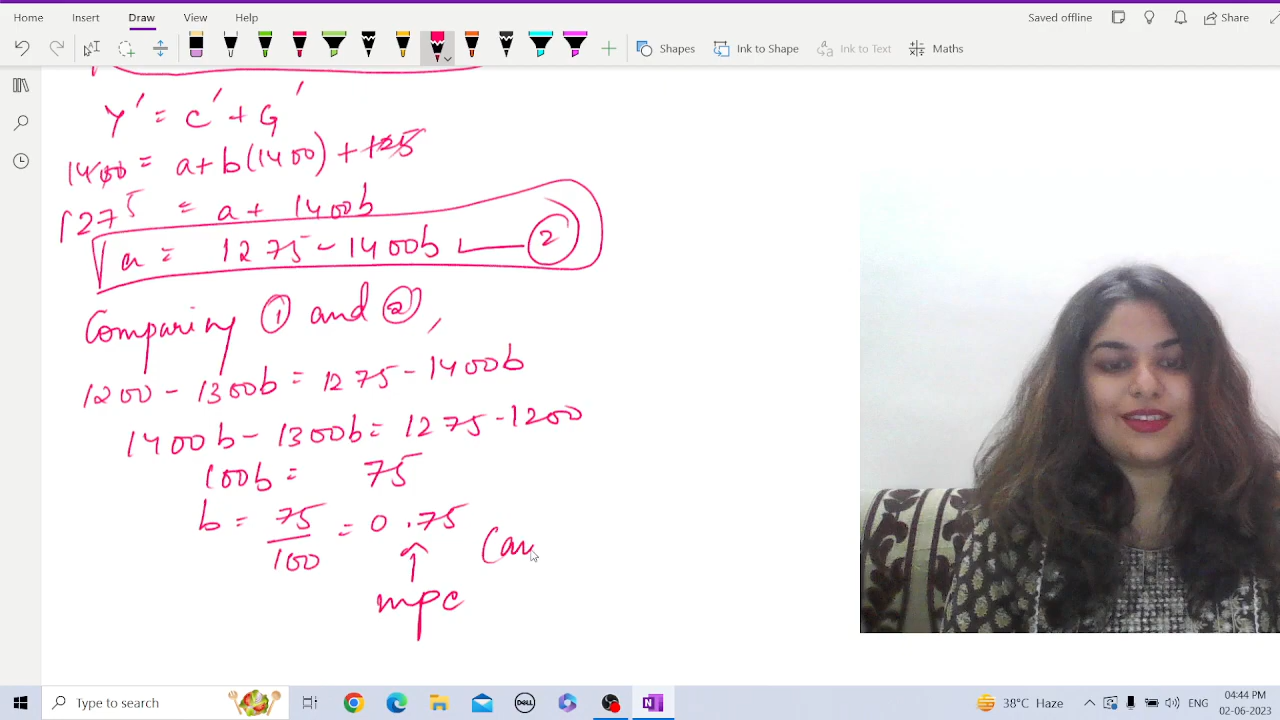 Home Insert Draw View Help Saved offline Share
Shapes Ink to Shape Ink to Text Maths
Y' = C' + G'
1400 = a + b(1400) + 125
1275 = a + 1400b
a = 1275 - 1400b — 2
Comparing 1 and 2,
1200 - 1300b = 1275 - 1400b
1400b - 1300b = 1275 - 1200
100b = 75
b = 75/100 = 0.75
(an
mpc
Type to search
DELL
38°C Haze
ENG
04:44 PM
02-06-2023